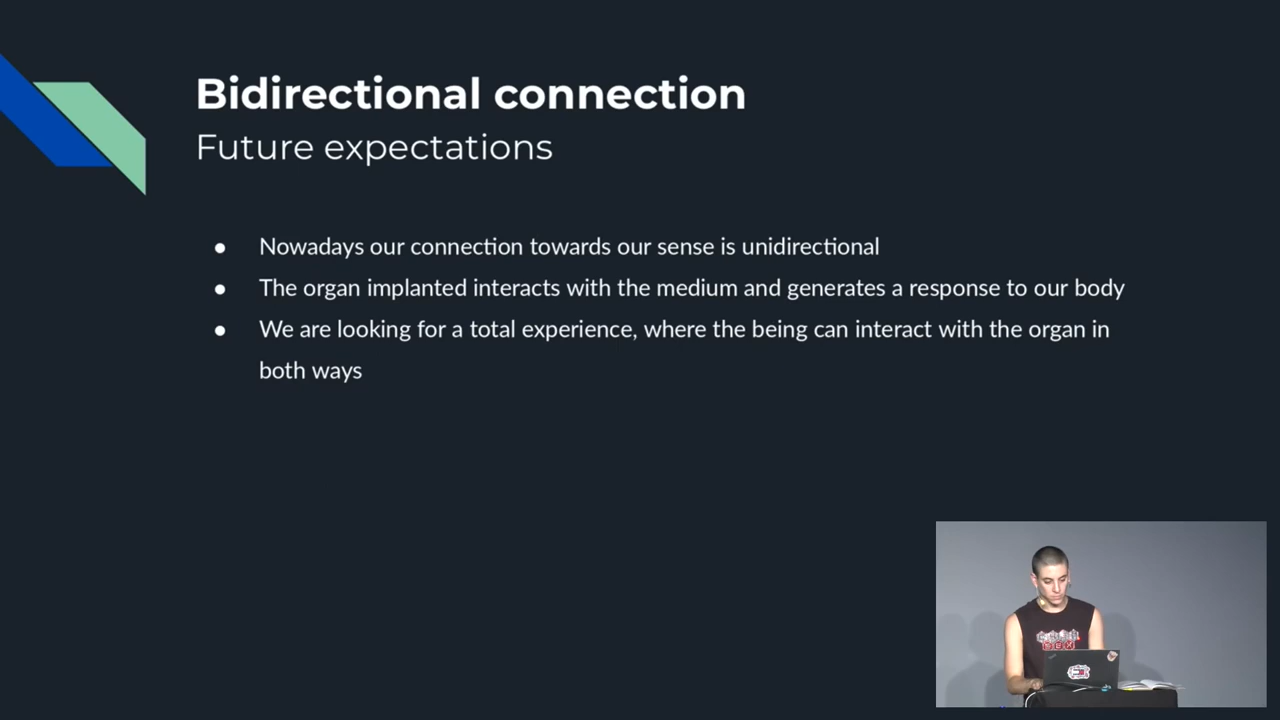 Bidirectional connection
Future expectations
● Nowadays our connection towards our sense is unidirectional
● The organ implanted interacts with the medium and generates a response to our body
● We are looking for a total experience, where the being can interact with the organ in
both ways